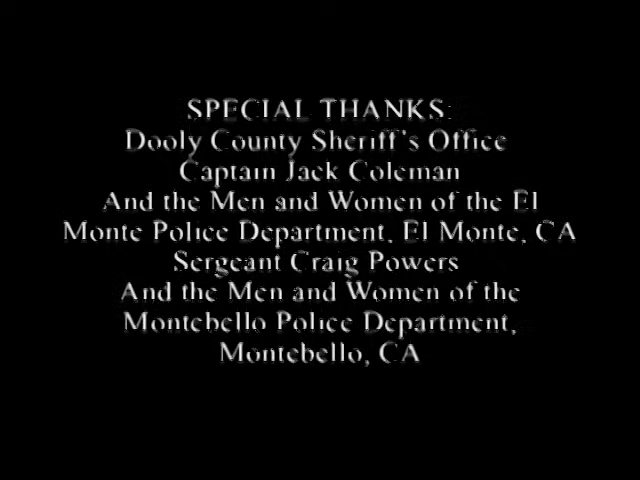 SPECIAL THANKS:
Dooly County Sheriff's Office
Captain Jack Coleman
And the Men and Women of the El
Monte Police Department, El Monte, CA
Sergeant Craig Powers
And the Men and Women of the
Montebello Police Department,
Montebello, CA